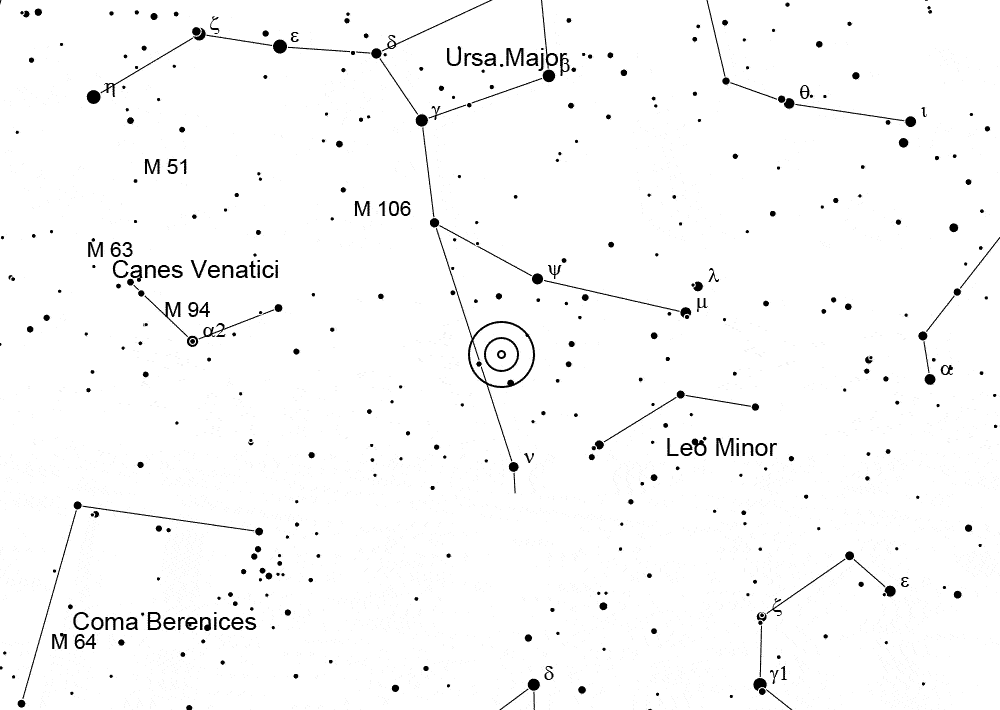 ζ
ε
δ
Ursa Major
β
θ
η
γ
ι
M 51
M 106
M 63
Canes Venatici
ψ
λ
M 94
μ
α2
α
Leo Minor
ν
ε
ζ
Coma Berenices
M 64
δ
γ1